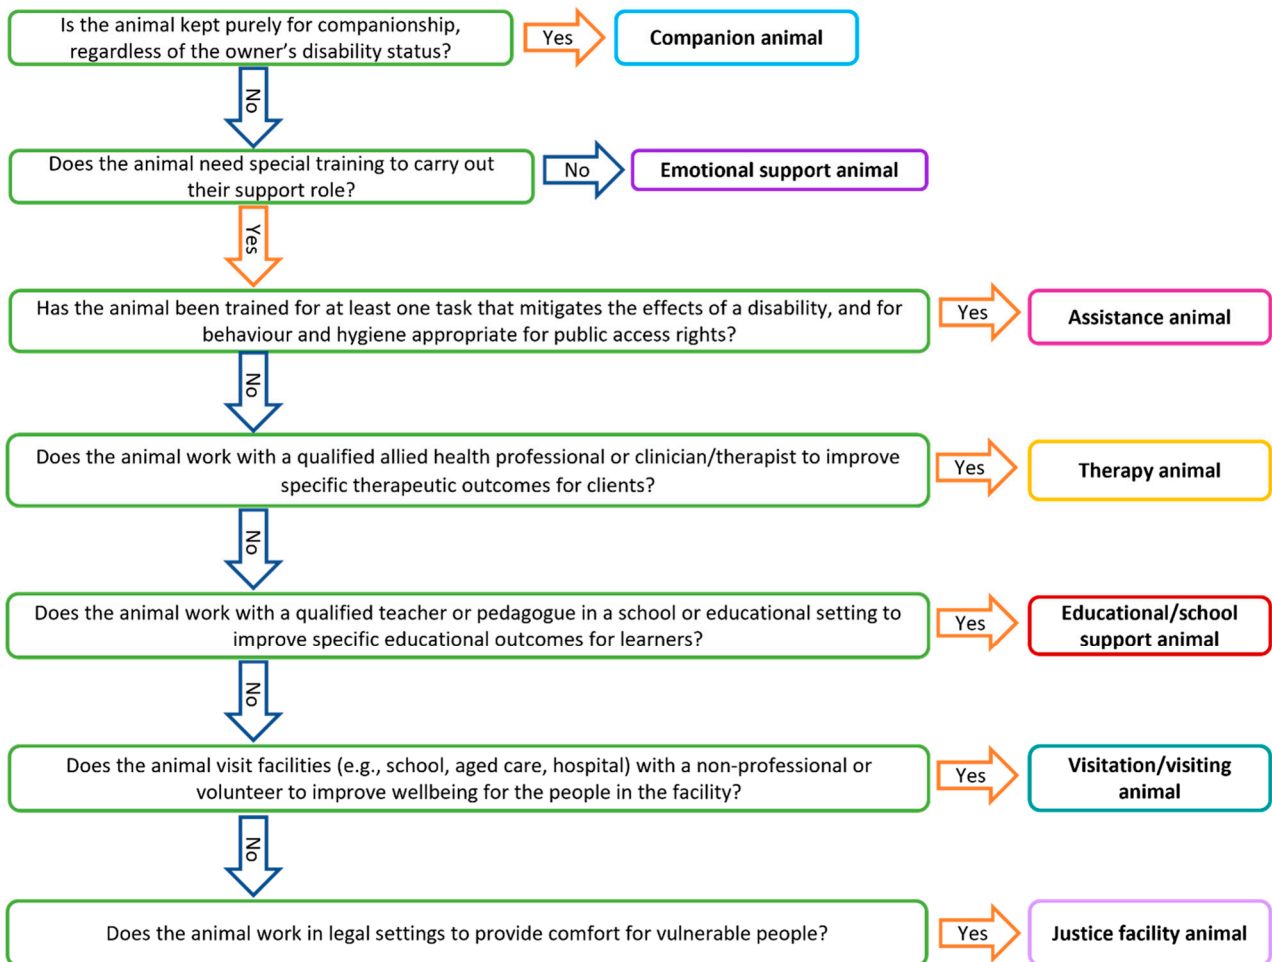 Is the animal kept purely for companionship,
regardless of the owner’s disability status?
Yes
Companion animal
No
Does the animal need special training to carry out
their support role?
No
Emotional support animal
Yes
Has the animal been trained for at least one task that mitigates the effects of a disability, and for
behaviour and hygiene appropriate for public access rights?
Yes
Assistance animal
No
Does the animal work with a qualified allied health professional or clinician/therapist to improve
specific therapeutic outcomes for clients?
Yes
Therapy animal
No
Does the animal work with a qualified teacher or pedagogue in a school or educational setting to
improve specific educational outcomes for learners?
Yes
Educational/school
support animal
No
Does the animal visit facilities (e.g., school, aged care, hospital) with a non-professional or
volunteer to improve wellbeing for the people in the facility?
Yes
Visitation/visiting
animal
No
Does the animal work in legal settings to provide comfort for vulnerable people?
Yes
Justice facility animal